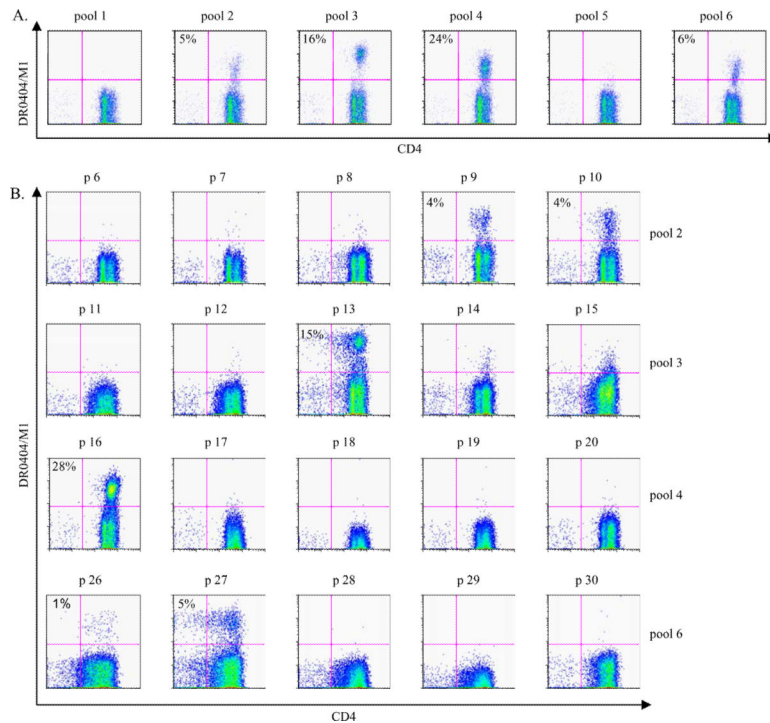 A.
pool 1 pool 2 pool 3 pool 4 pool 5 pool 6
5% 16% 24% 6%
DR0404/M1
CD4
B.
p 6 p 7 p 8 p 9 p 10
4% 4%
pool 2
p 11 p 12 p 13 p 14 p 15
15%
pool 3
DR0404/M1
p 16 p 17 p 18 p 19 p 20
28%
pool 4
p 26 p 27 p 28 p 29 p 30
1% 5%
pool 6
CD4